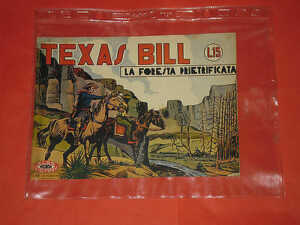 TEXAS BILL
L.15
LA FORESTA PIETRIFICATA